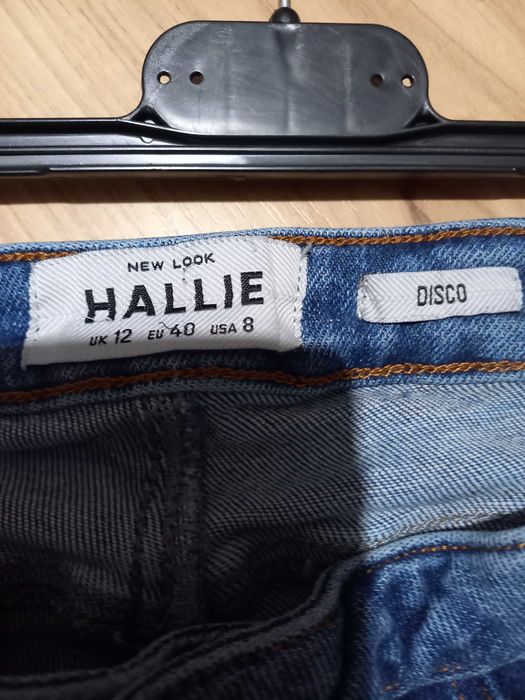 NEW LOOK
HALLIE
UK 12 EU 40 USA 8
DISCO